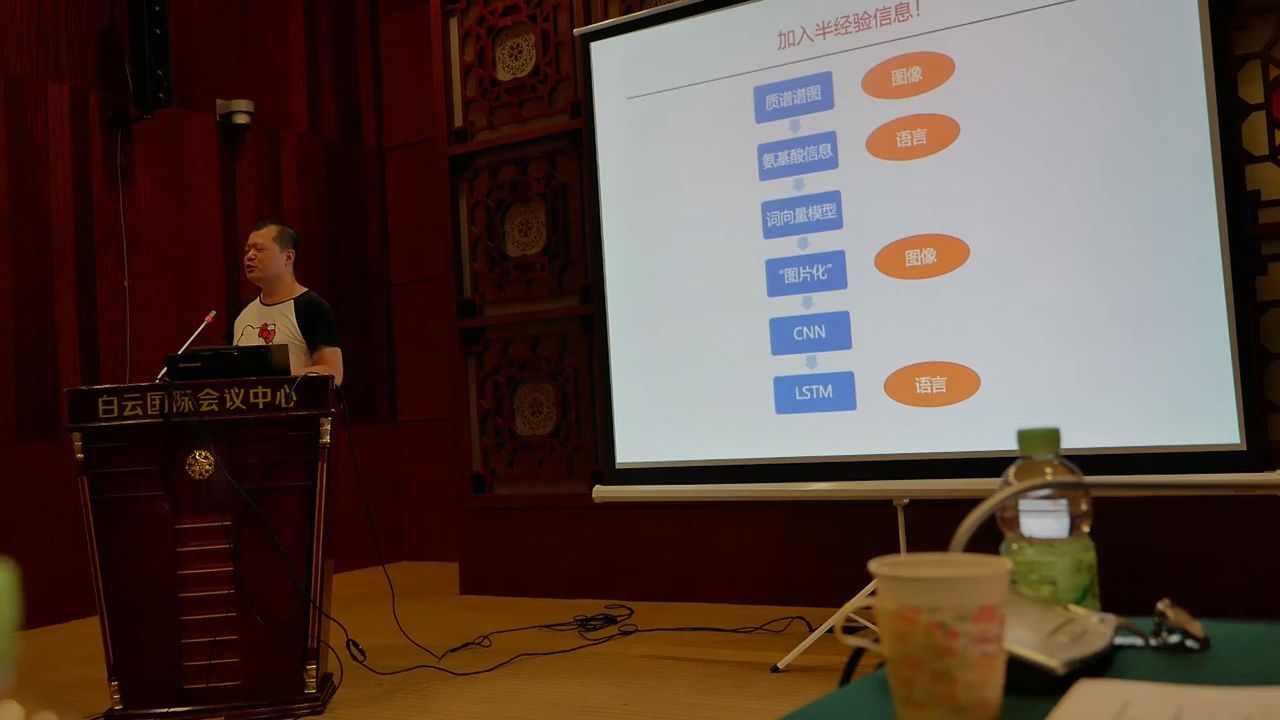 加入半经验信息！
质谱谱图
图像
氨基酸信息
语言
词向量模型
“图片化”
图像
CNN
LSTM
语言
白云国际会议中心